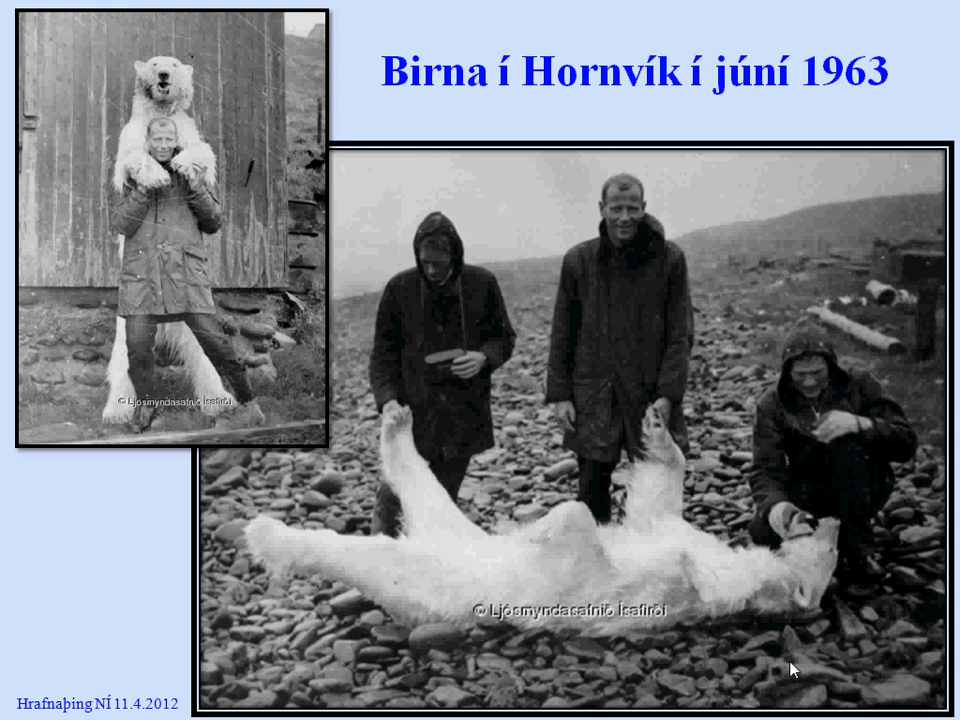 Birna í Hornvík í júní 1963
© Ljósmyndasafnið Ísafirði
© Ljósmyndasafnið Ísafirði
Hrafnaþing NÍ 11.4.2012